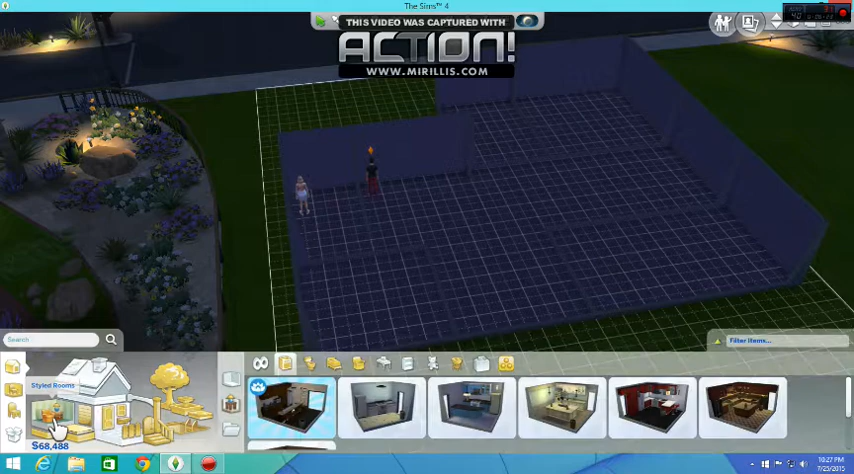 The Sims™ 4
THIS VIDEO WAS CAPTURED WITH
ACTION!
WWW.MIRILLIS.COM
Search
Filter Items...
Styled Rooms
$68,488
10:27 PM
7/25/2015